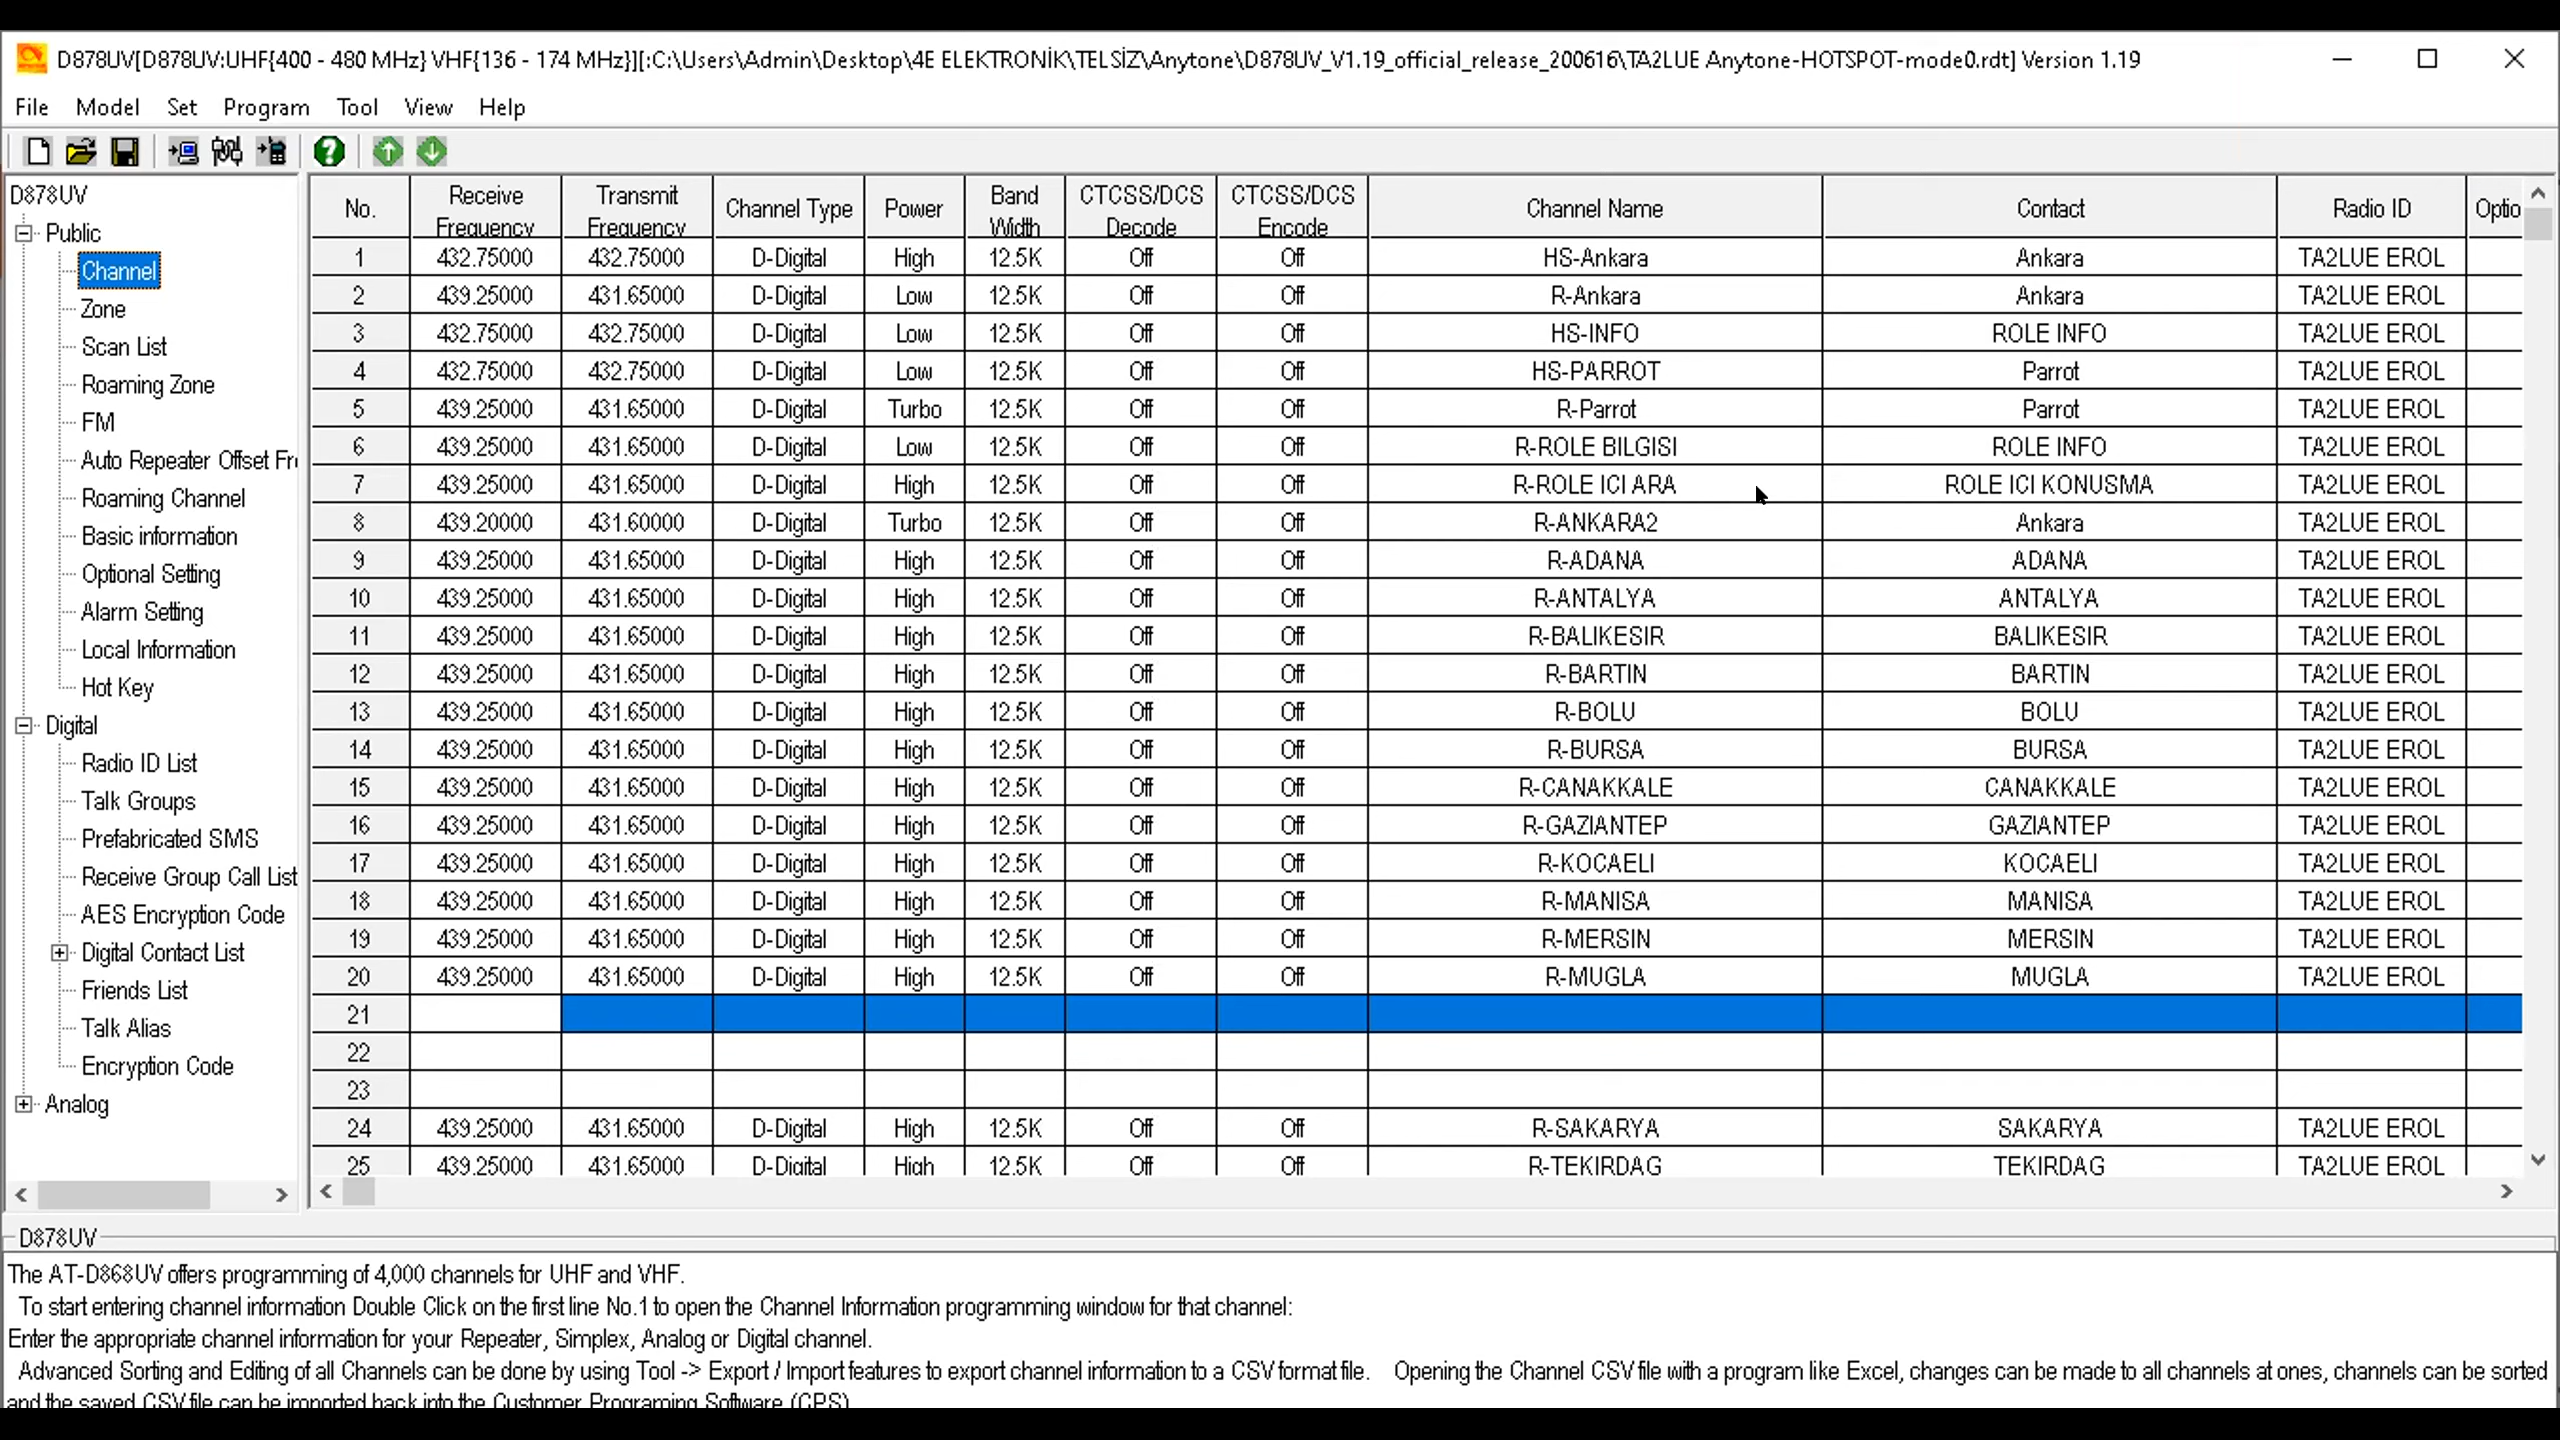 D878UV[D878UV:UHF{400 - 480 MHz} VHF{136 - 174 MHz}][:C:\Users\Admin\Desktop\4E ELEKTRONİK\TELSİZ\Anytone\D878UV_V1.19_official_release_200616\TA2LUE Anytone-HOTSPOT-mode0.rdt] Version 1.19
File Model Set Program Tool View Help
D878UV
Public
Channel
Zone
Scan List
Roaming Zone
FM
Auto Repeater Offset Fr
Roaming Channel
Basic information
Optional Setting
Alarm Setting
Local Information
Hot Key
Digital
Radio ID List
Talk Groups
Prefabricated SMS
Receive Group Call List
AES Encryption Code
Digital Contact List
Friends List
Talk Alias
Encryption Code
Analog
No. Receive Frequency Transmit Frequency Channel Type Power Band Width CTCSS/DCS Decode CTCSS/DCS Encode Channel Name Contact Radio ID Optio
1 432.75000 432.75000 D-Digital High 12.5K Off Off HS-Ankara Ankara TA2LUE EROL
2 439.25000 431.65000 D-Digital Low 12.5K Off Off R-Ankara Ankara TA2LUE EROL
3 432.75000 432.75000 D-Digital Low 12.5K Off Off HS-INFO ROLE INFO TA2LUE EROL
4 432.75000 432.75000 D-Digital Low 12.5K Off Off HS-PARROT Parrot TA2LUE EROL
5 439.25000 431.65000 D-Digital Turbo 12.5K Off Off R-Parrot Parrot TA2LUE EROL
6 439.25000 431.65000 D-Digital Low 12.5K Off Off R-ROLE BILGISI ROLE INFO TA2LUE EROL
7 439.25000 431.65000 D-Digital High 12.5K Off Off R-ROLE ICI ARA ROLE ICI KONUSMA TA2LUE EROL
8 439.20000 431.60000 D-Digital Turbo 12.5K Off Off R-ANKARA2 Ankara TA2LUE EROL
9 439.25000 431.65000 D-Digital High 12.5K Off Off R-ADANA ADANA TA2LUE EROL
10 439.25000 431.65000 D-Digital High 12.5K Off Off R-ANTALYA ANTALYA TA2LUE EROL
11 439.25000 431.65000 D-Digital High 12.5K Off Off R-BALIKESIR BALIKESIR TA2LUE EROL
12 439.25000 431.65000 D-Digital High 12.5K Off Off R-BARTIN BARTIN TA2LUE EROL
13 439.25000 431.65000 D-Digital High 12.5K Off Off R-BOLU BOLU TA2LUE EROL
14 439.25000 431.65000 D-Digital High 12.5K Off Off R-BURSA BURSA TA2LUE EROL
15 439.25000 431.65000 D-Digital High 12.5K Off Off R-CANAKKALE CANAKKALE TA2LUE EROL
16 439.25000 431.65000 D-Digital High 12.5K Off Off R-GAZIANTEP GAZIANTEP TA2LUE EROL
17 439.25000 431.65000 D-Digital High 12.5K Off Off R-KOCAELI KOCAELI TA2LUE EROL
18 439.25000 431.65000 D-Digital High 12.5K Off Off R-MANISA MANISA TA2LUE EROL
19 439.25000 431.65000 D-Digital High 12.5K Off Off R-MERSIN MERSIN TA2LUE EROL
20 439.25000 431.65000 D-Digital High 12.5K Off Off R-MUGLA MUGLA TA2LUE EROL
21
22
23
24 439.25000 431.65000 D-Digital High 12.5K Off Off R-SAKARYA SAKARYA TA2LUE EROL
25 439.25000 431.65000 D-Digital High 12.5K Off Off R-TEKIRDAG TEKIRDAG TA2LUE EROL
D878UV
The AT-D868UV offers programming of 4,000 channels for UHF and VHF.
To start entering channel information Double Click on the first line No.1 to open the Channel Information programming window for that channel:
Enter the appropriate channel information for your Repeater, Simplex, Analog or Digital channel.
Advanced Sorting and Editing of all Channels can be done by using Tool -> Export / Import features to export channel information to a CSV format file. Opening the Channel CSV file with a program like Excel, changes can be made to all channels at ones, channels can be sorted
and the saved CSV file can be imported back into the Customer Programing Software (CPS)